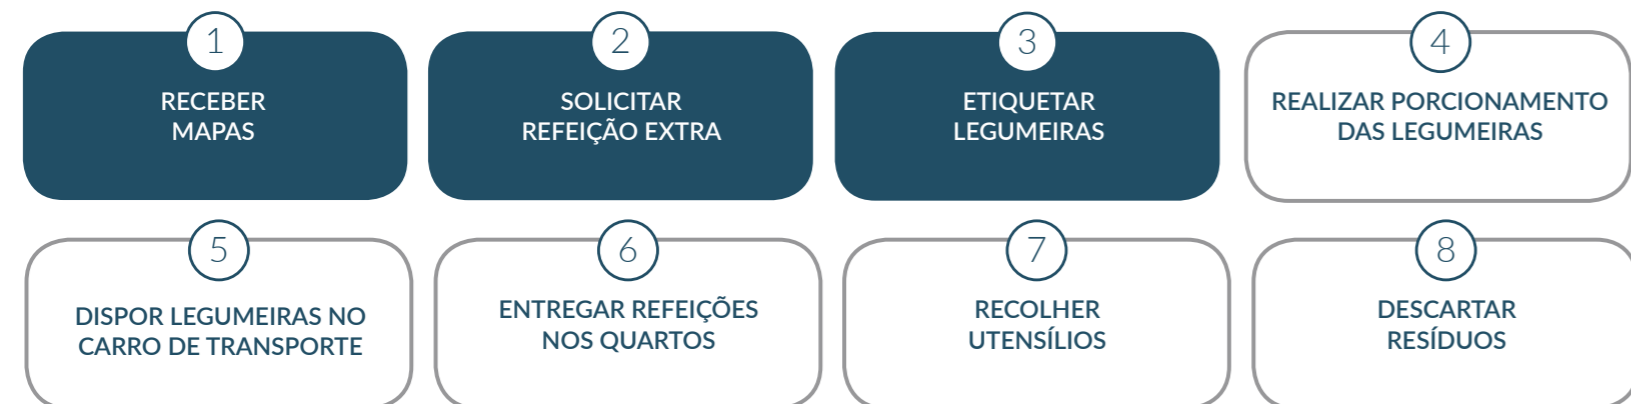 1
RECEBER
MAPAS
2
SOLICITAR
REFEIÇÃO EXTRA
3
ETIQUETAR
LEGUMEIRAS
4
REALIZAR PORCIONAMENTO
DAS LEGUMEIRAS
5
DISPOR LEGUMEIRAS NO
CARRO DE TRANSPORTE
6
ENTREGAR REFEIÇÕES
NOS QUARTOS
7
RECOLHER
UTENSÍLIOS
8
DESCARTAR
RESÍDUOS